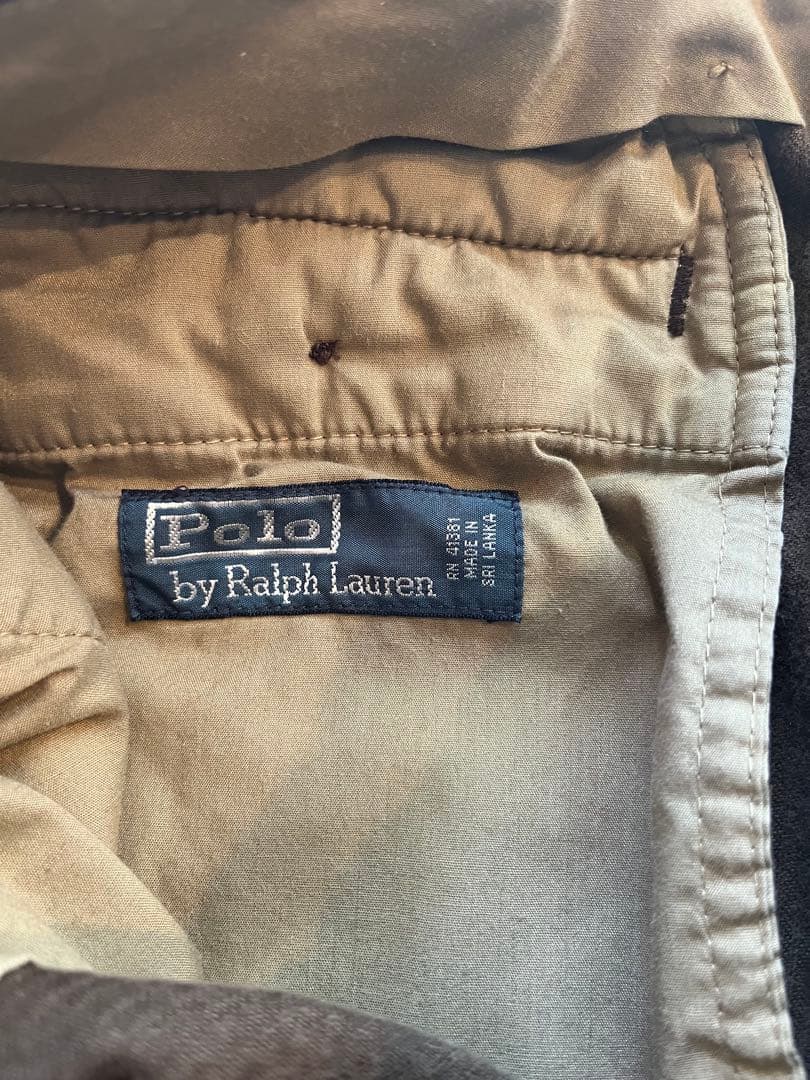 Polo
by Ralph Lauren
RN 41381
MADE IN
SRI LANKA